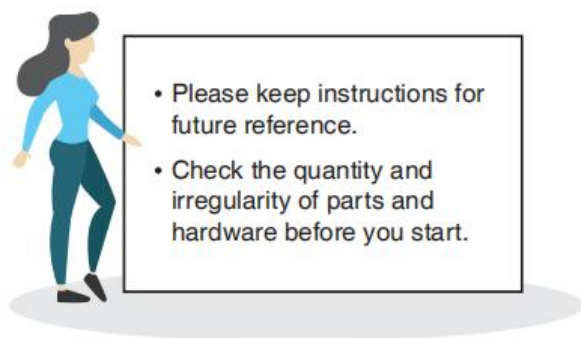 • Please keep instructions for
future reference.
• Check the quantity and
irregularity of parts and
hardware before you start.